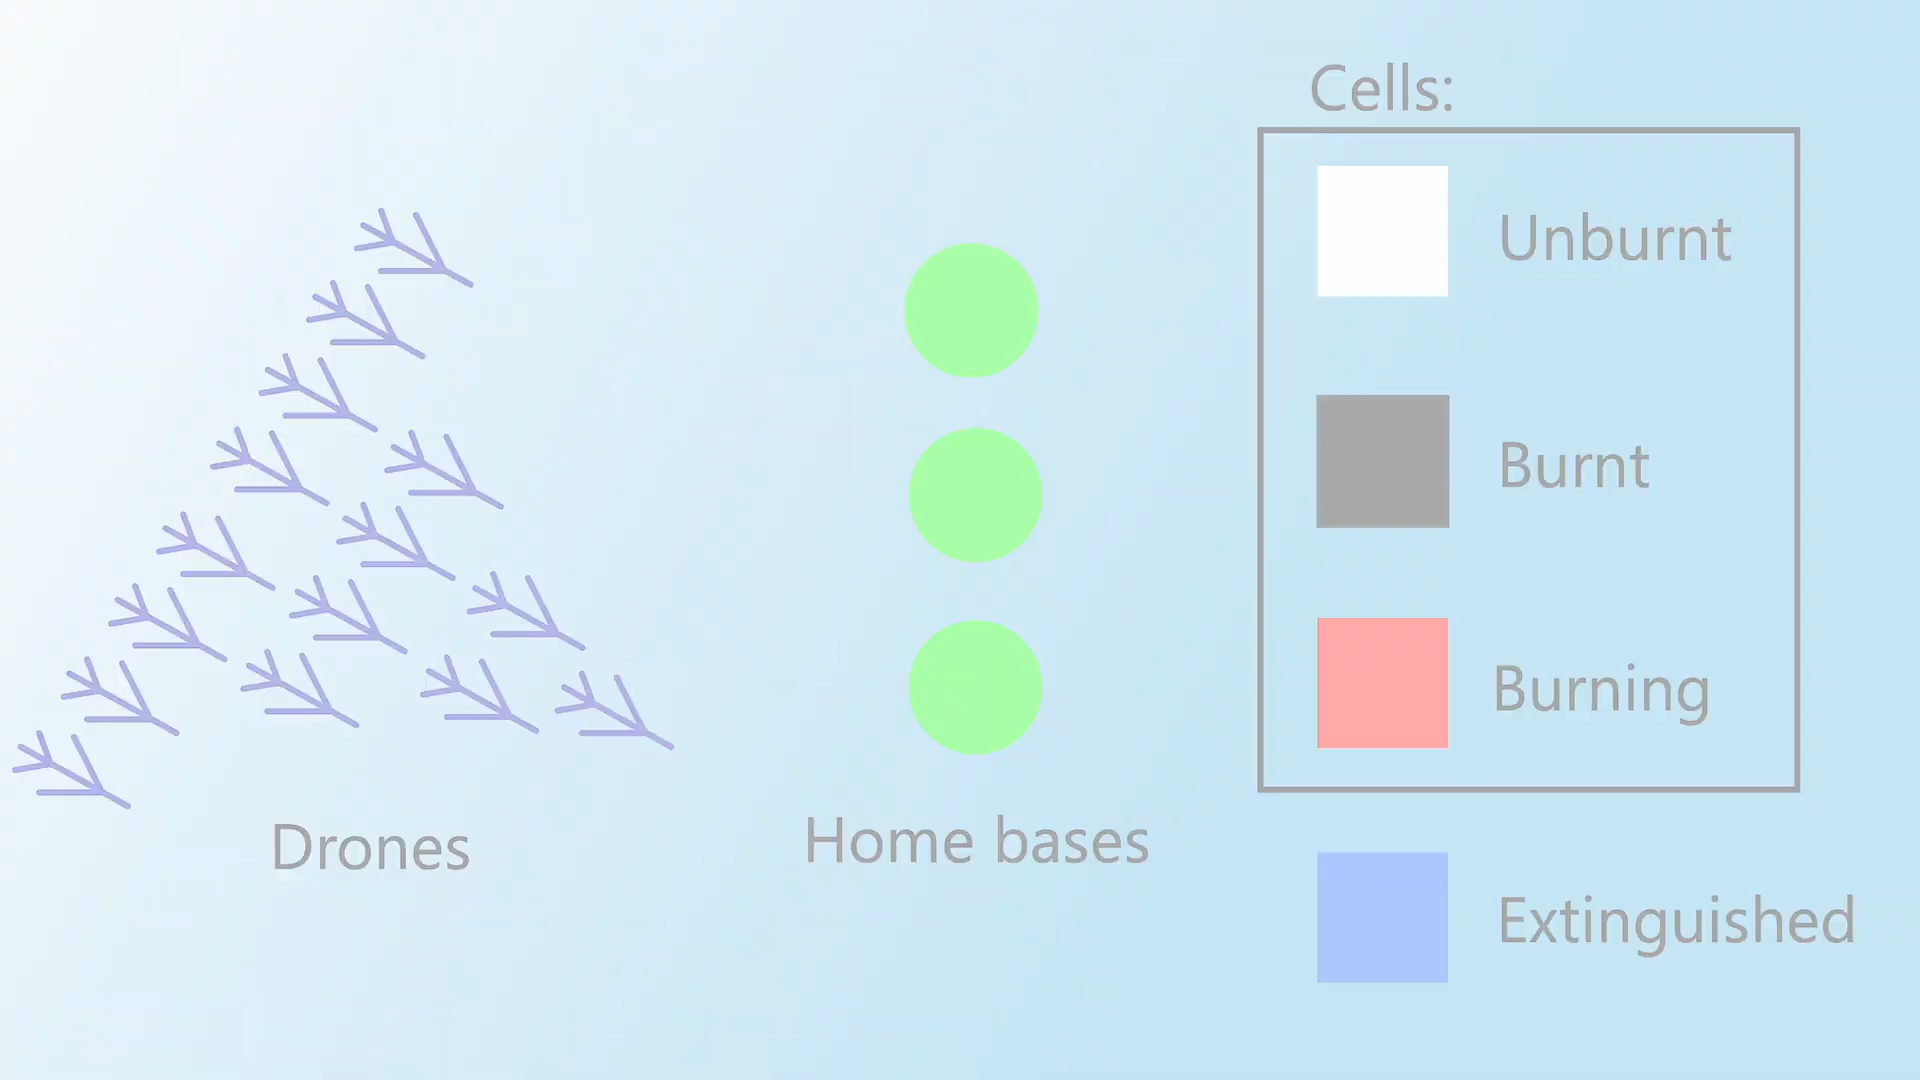 Cells:
Unburnt
Burnt
Burning
Drones
Home bases
Extinguished